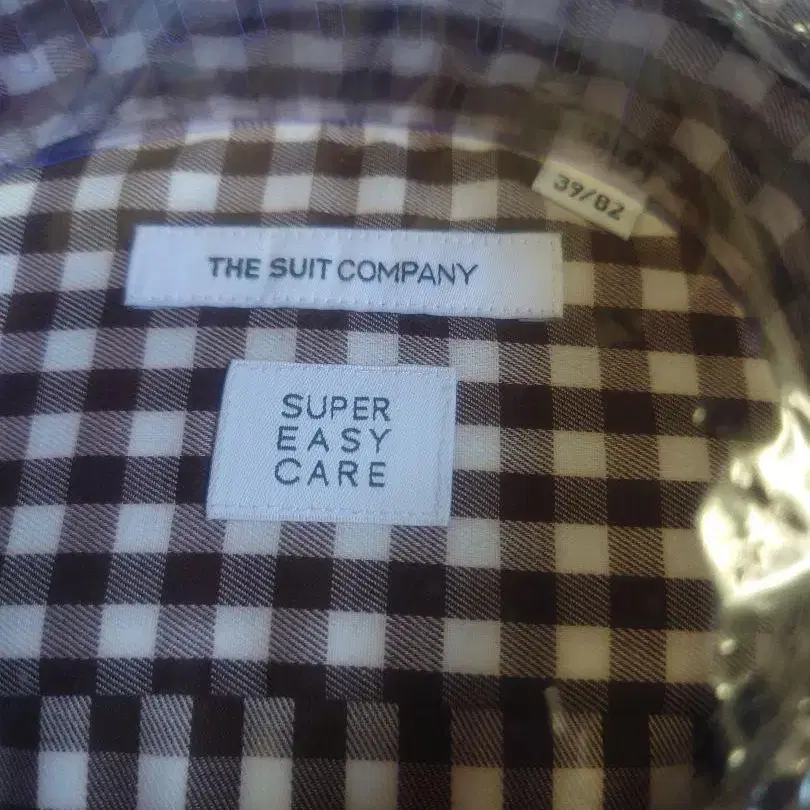 39/82
THE SUIT COMPANY
SUPER
EASY
CARE